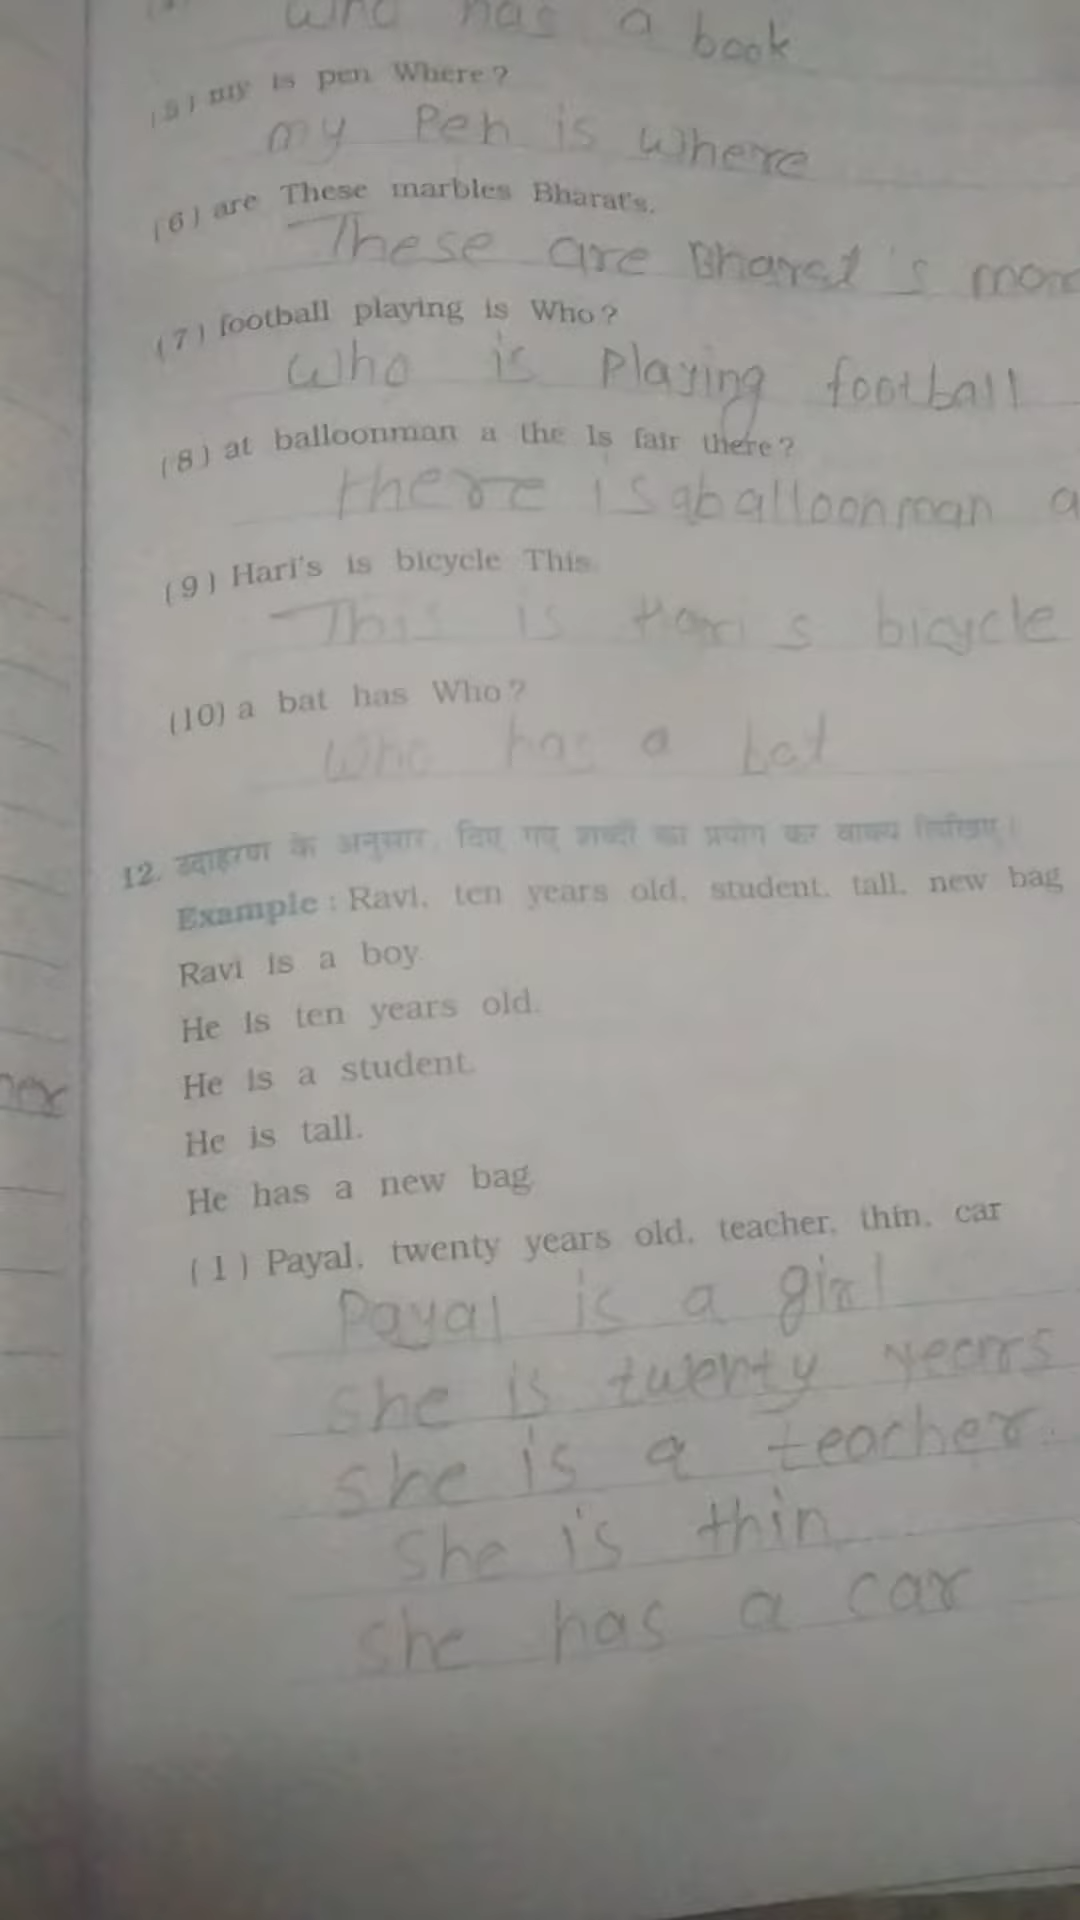 Who has a book
(5) my is pen Where?
my Pen is where
(6) are These marbles Bharat's.
These are Bharat's
(7) football playing is Who?
Who is Playing football
(8) at balloonman a the Is fair there?
there is a balloonman a
(9) Hari's is bicycle This.
This is Hari s bicycle
(10) a bat has Who?
Who has a bat
12. उदाहरण के अनुसार, दिए गए शब्दों का प्रयोग कर वाक्य लिखिए।
Example : Ravi, ten years old, student, tall, new bag
Ravi is a boy.
He is ten years old.
He is a student.
He is tall.
He has a new bag.
(1) Payal, twenty years old, teacher, thin, car
Payal is a girl
she is twenty years
she is a teacher.
She is thin
she has a car